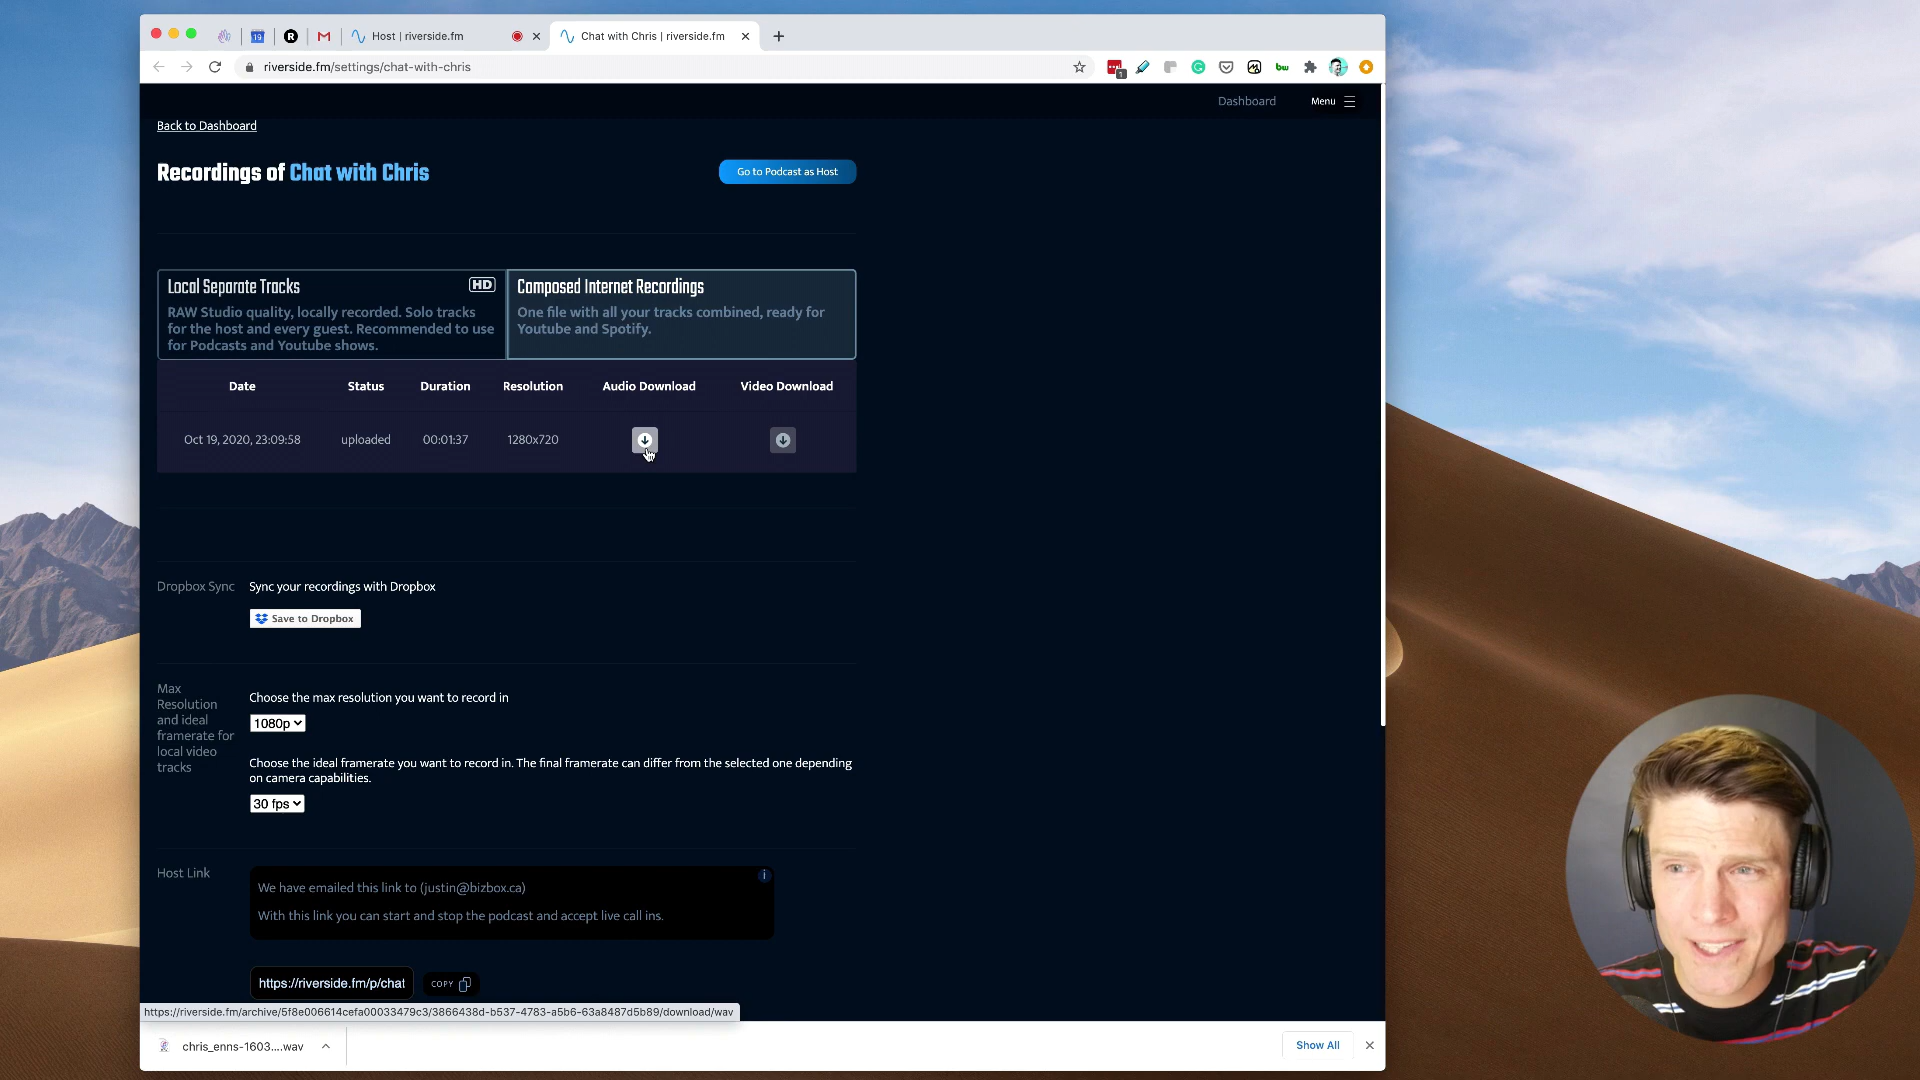 Host | riverside.fm
Chat with Chris | riverside.fm
riverside.fm/settings/chat-with-chris
Dashboard
Menu
Back to Dashboard
Recordings of Chat with Chris
Go to Podcast as Host
Local Separate Tracks
HD
RAW Studio quality, locally recorded. Solo tracks
for the host and every guest. Recommended to use
for Podcasts and Youtube shows.
Composed Internet Recordings
One file with all your tracks combined, ready for
Youtube and Spotify.
Date Status Duration Resolution Audio Download Video Download
Oct 19, 2020, 23:09:58 uploaded 00:01:37 1280x720
Dropbox Sync
Sync your recordings with Dropbox
Save to Dropbox
Max
Resolution
and ideal
framerate for
local video
tracks
Choose the max resolution you want to record in
1080p
Choose the ideal framerate you want to record in. The final framerate can differ from the selected one depending
on camera capabilities.
30 fps
Host Link
We have emailed this link to (justin@bizbox.ca)
With this link you can start and stop the podcast and accept live call ins.
https://riverside.fm/p/chat
COPY
https://riverside.fm/archive/5f8e006614cefa00033479c3/3866438d-b537-4783-a5b6-63a8487d5b89/download/wav
chris_enns-1603....wav
Show All